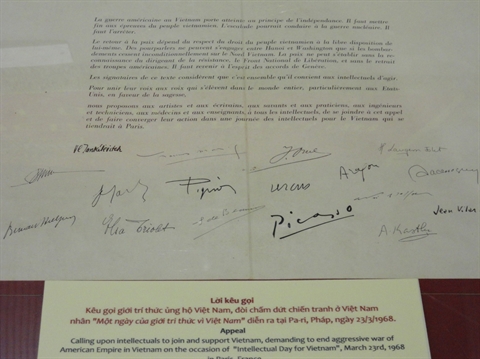 La guerre américaine au Vietnam porte atteinte au principe de l'indépendance. Il faut mettre
fin aux épreuves du peuple vietnamien. L'escalade pourrait conduire à la guerre nucléaire. Il
faut l'arrêter.
Le retour à la paix dépend du respect du droit du peuple vietnamien à la libre disposition de
lui-même. Des pourparlers ne peuvent s'engager entre Hanoï et Washington que si les bombar-
dements cessent inconditionnellement sur le Nord Vietnam. La paix ne peut s'établir sans la re-
connaissance du dirigeant de la résistance, le Front National de Libération, et sans le retrait
des troupes américaines. Il faut revenir à l'esprit des accords de Genève.
Les signataires de ce texte considèrent que c'est ensemble qu'il convient aux intellectuels d'agir.
Pour unir leur voix aux voix qui s'élèvent dans le monde entier, particulièrement aux Etats-
Unis, en faveur de la sagesse,
nous proposons aux artistes et aux écrivains, aux savants et aux praticiens, aux ingénieurs
et techniciens, aux médecins et aux enseignants, à tous les intellectuels, de se joindre à cet appel
et de faire converger leur action dans une journée des intellectuels pour le Vietnam qui se
tiendrait à Paris.
Vl Jankélévitch
Pignon
Aragon
Elsa Triolet
Picasso
Jean Vilar
A. Kastler
Lời kêu gọi
Kêu gọi giới trí thức ủng hộ Việt Nam, đòi chấm dứt chiến tranh ở Việt Nam
nhân "Một ngày của giới trí thức vì Việt Nam" diễn ra tại Pa-ri, Pháp, ngày 23/3/1968.
Appeal
Calling upon intellectuals to join and support Vietnam, demanding to end aggressive war of
American Empire in Vietnam on the occasion of "Intellectual Day for Vietnam", March 23rd, 1968
in Paris, France